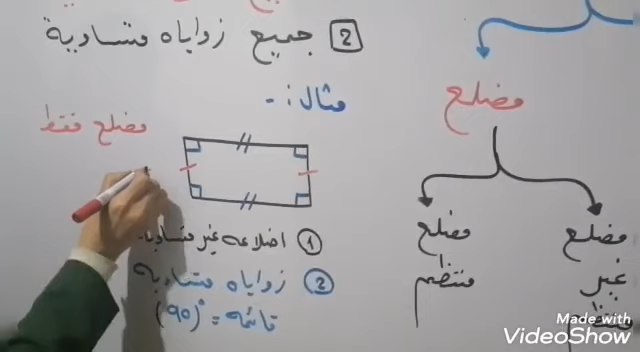 2 جميع زواياه متساوية
مثال :-
مضلع فقط
1 اضلاعه غير متساوية
2 زواياه متساوية
قائمة = (90)°
مضلع
مضلع منتظم
مضلع غير منتظم
Made with
VideoShow